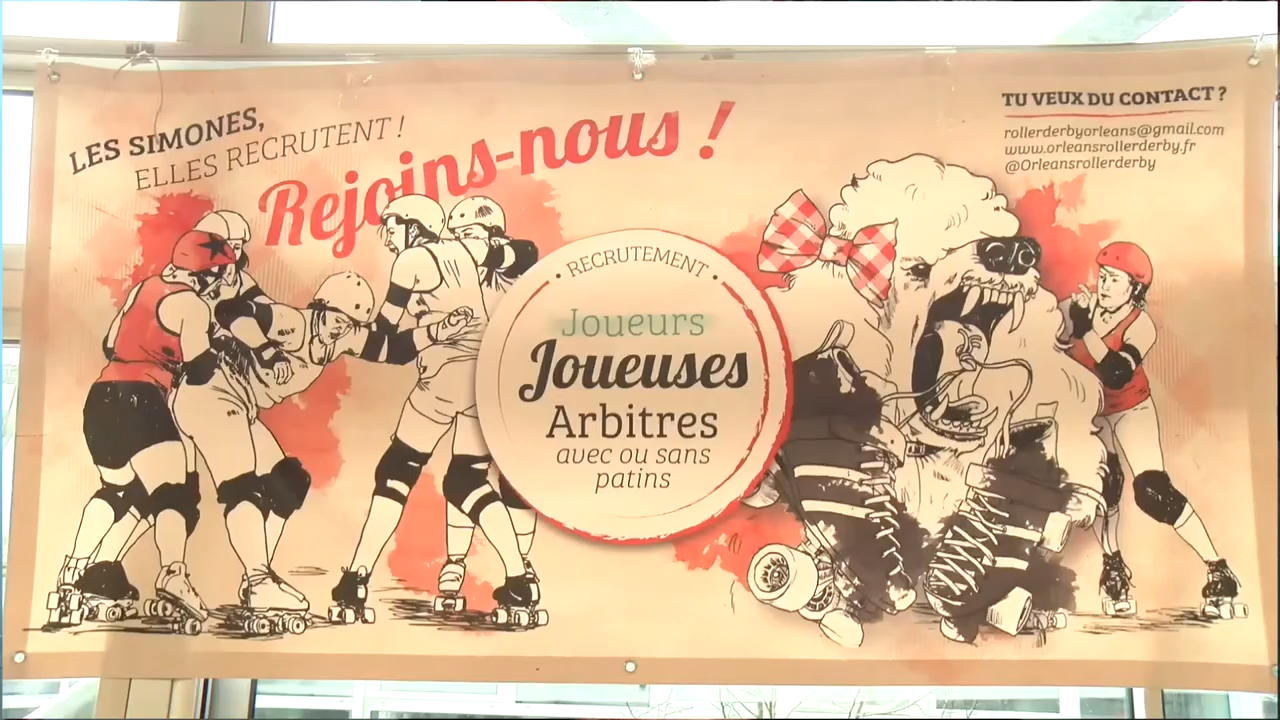 LES SIMONES,
ELLES RECRUTENT !
Rejoins-nous !
TU VEUX DU CONTACT ?
rollerderbyorleans@gmail.com
www.orleansrollerderby.fr
@Orleansrollerderby
• RECRUTEMENT •
Joueurs
Joueuses
Arbitres
avec ou sans
patins